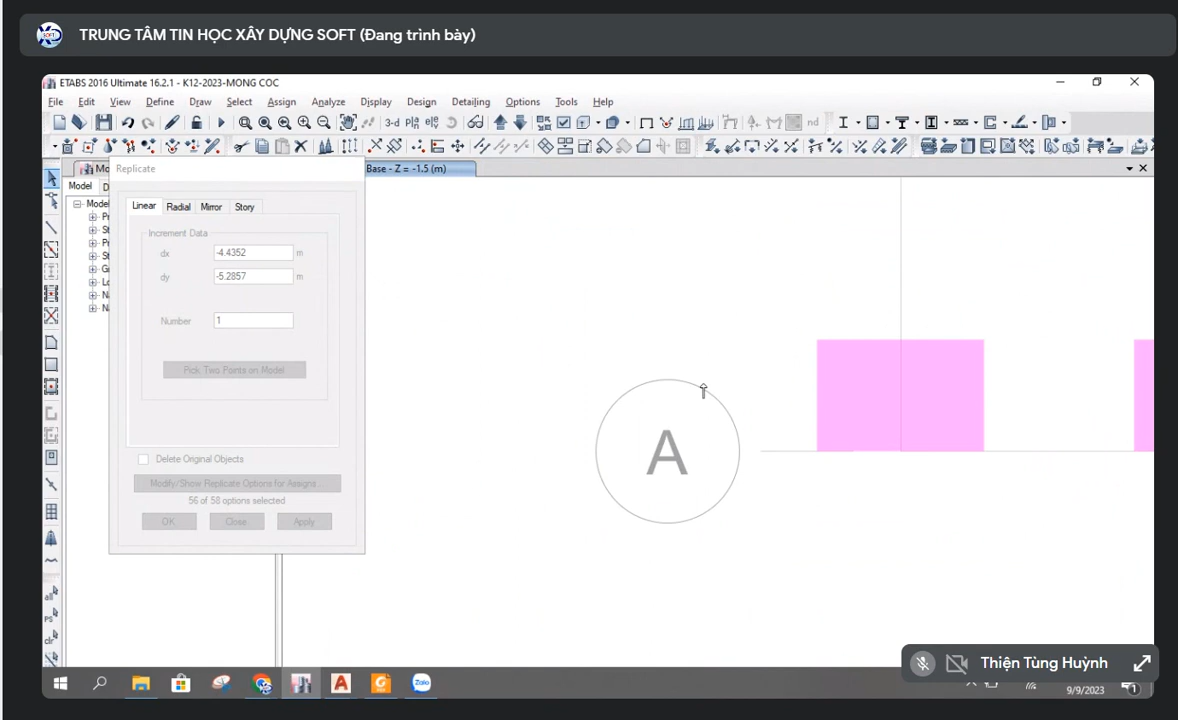 TRUNG TÂM TIN HỌC XÂY DỰNG SOFT (Đang trình bày)
ETABS 2016 Ultimate 16.2.1 - K12-2023-MONG COC
File Edit View Define Draw Select Assign Analyze Display Design Detailing Options Tools Help
3-d
nd
Replicate
Base - Z = -1.5 (m)
Model
Linear Radial Mirror Story
Increment Data
dx -4.4352 m
dy -5.2857 m
Number 1
Pick Two Points on Model
Delete Original Objects
Modify/Show Replicate Options for Assigns...
56 of 58 options selected
OK Close Apply
A
all
PS
clr
Thiện Tùng Huỳnh
9/9/2023
1